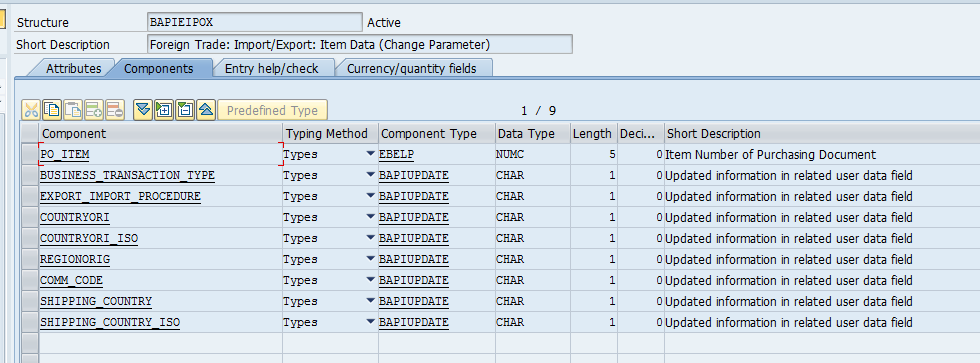 Structure BAPIEIPOX Active
Short Description Foreign Trade: Import/Export: Item Data (Change Parameter)
Attributes Components Entry help/check Currency/quantity fields
Predefined Type 1 / 9
Component Typing Method Component Type Data Type Length Deci... Short Description
PO_ITEM Types EBELP NUMC 5 0 Item Number of Purchasing Document
BUSINESS_TRANSACTION_TYPE Types BAPIUPDATE CHAR 1 0 Updated information in related user data field
EXPORT_IMPORT_PROCEDURE Types BAPIUPDATE CHAR 1 0 Updated information in related user data field
COUNTRYORI Types BAPIUPDATE CHAR 1 0 Updated information in related user data field
COUNTRYORI_ISO Types BAPIUPDATE CHAR 1 0 Updated information in related user data field
REGIONORIG Types BAPIUPDATE CHAR 1 0 Updated information in related user data field
COMM_CODE Types BAPIUPDATE CHAR 1 0 Updated information in related user data field
SHIPPING_COUNTRY Types BAPIUPDATE CHAR 1 0 Updated information in related user data field
SHIPPING_COUNTRY_ISO Types BAPIUPDATE CHAR 1 0 Updated information in related user data field